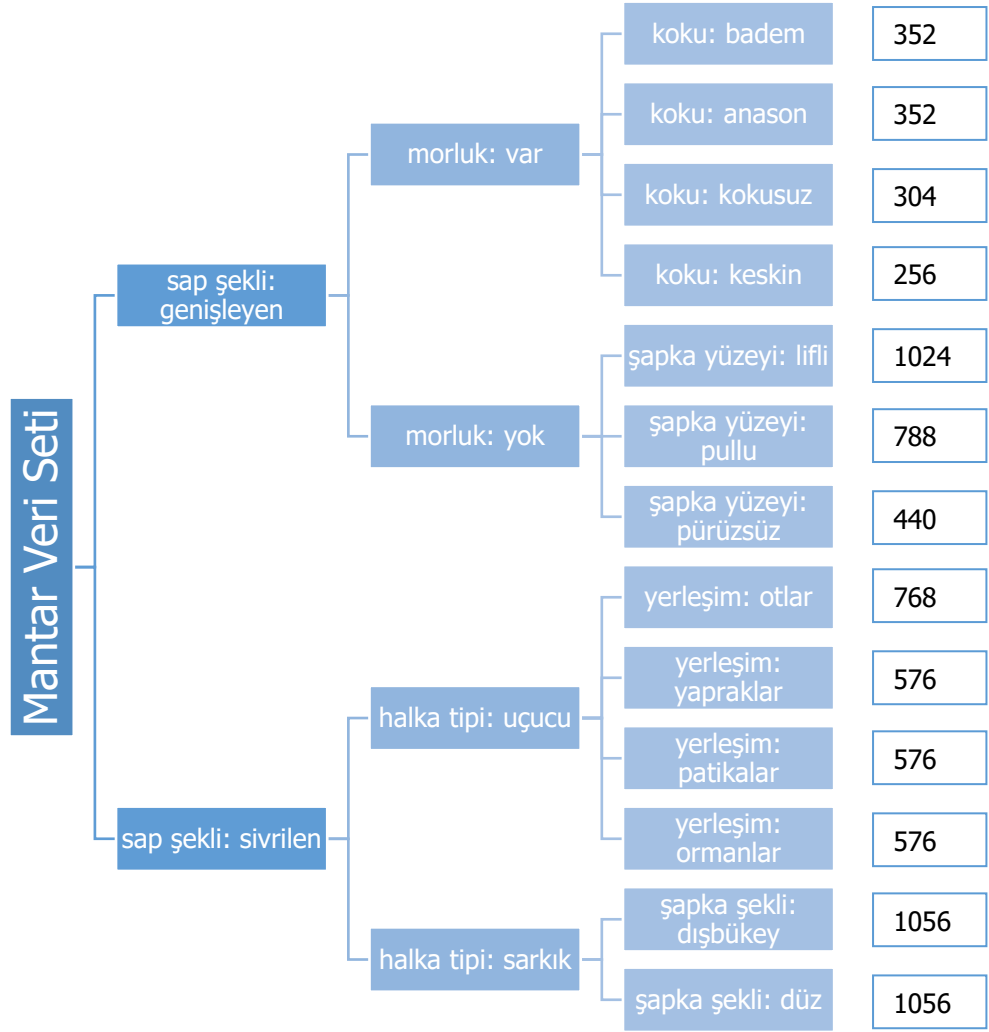 Mantar Veri Seti
sap şekli:
genişleyen
morluk: var
koku: badem
352
koku: anason
352
koku: kokusuz
304
koku: keskin
256
morluk: yok
şapka yüzeyi: lifli
1024
şapka yüzeyi:
pullu
788
şapka yüzeyi:
pürüzsüz
440
sap şekli: sivrilen
halka tipi: uçucu
yerleşim: otlar
768
yerleşim:
yapraklar
576
yerleşim:
patikalar
576
yerleşim:
ormanlar
576
halka tipi: sarkık
şapka şekli:
dışbükey
1056
şapka şekli: düz
1056